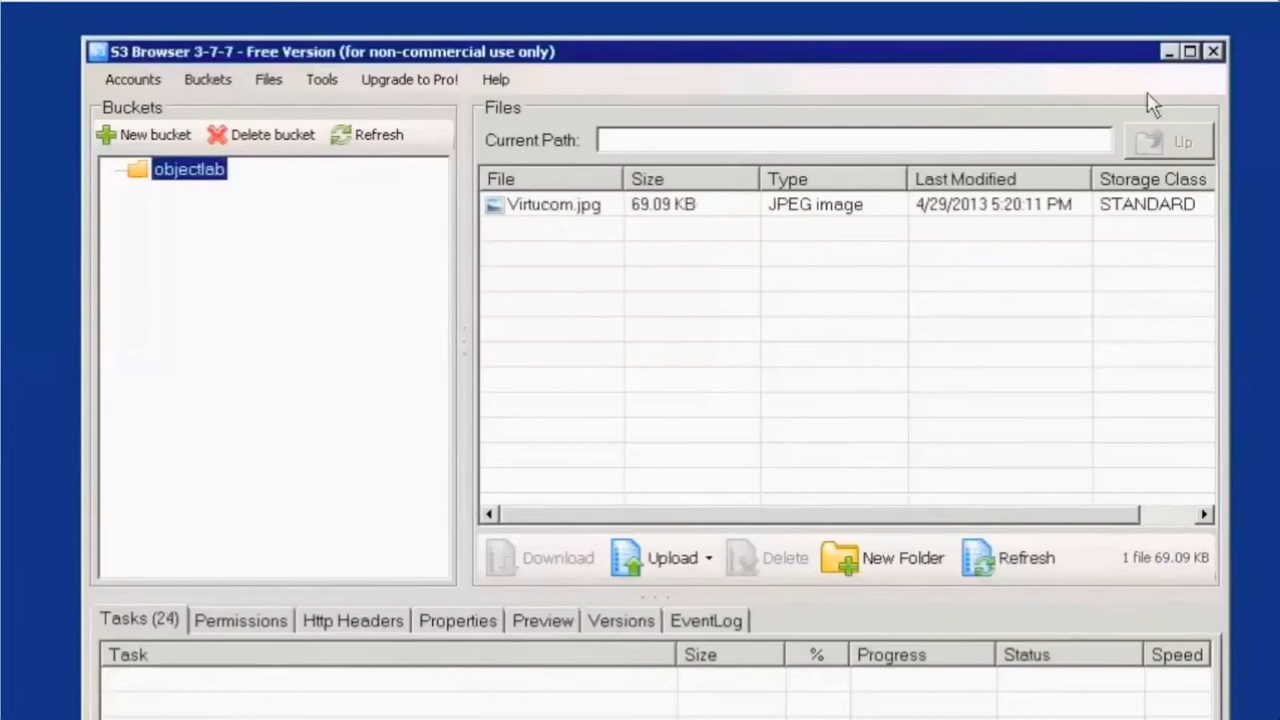 S3 Browser 3-7-7 - Free Version (for non-commercial use only)
Accounts Buckets Files Tools Upgrade to Pro! Help
Buckets
New bucket Delete bucket Refresh
objectlab
Files
Current Path: Up
File Size Type Last Modified Storage Class
Virtucom.jpg 69.09 KB JPEG image 4/29/2013 5:20:11 PM STANDARD
Download Upload Delete New Folder Refresh 1 file 69.09 KB
Tasks (24) Permissions Http Headers Properties Preview Versions EventLog
Task Size % Progress Status Speed